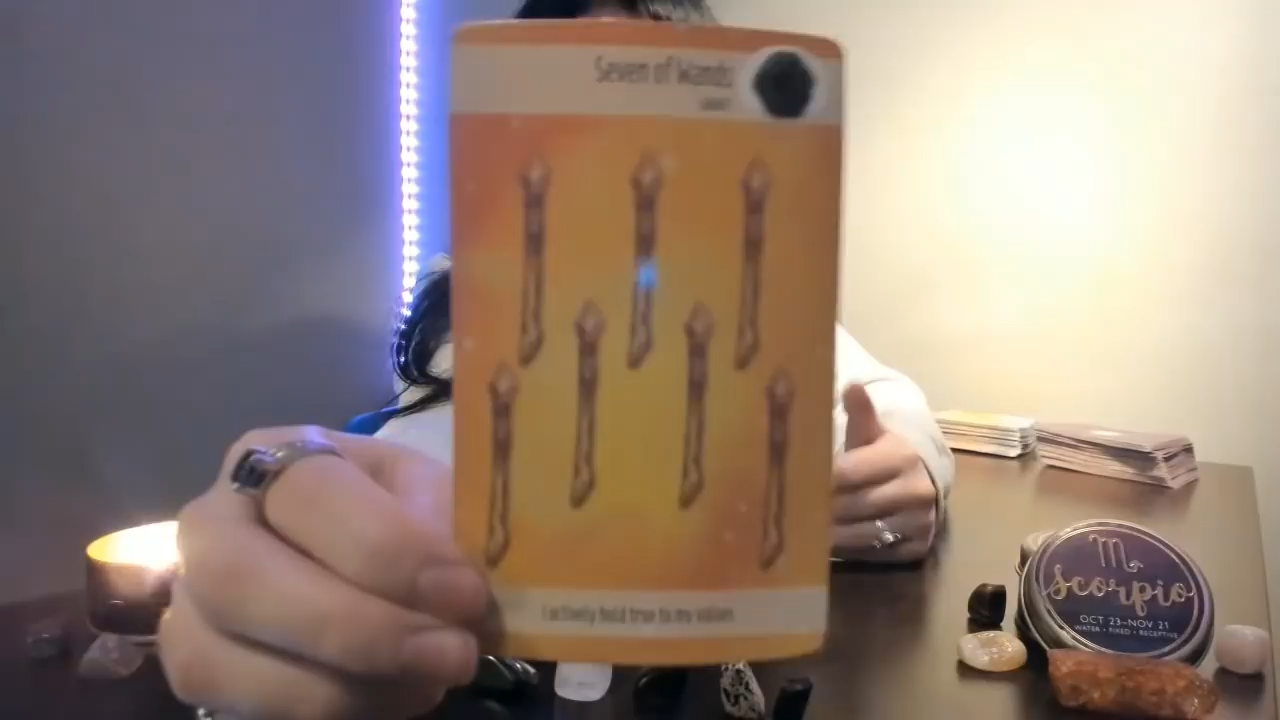 Seven of Wands
I actively hold true to my values
scorpio
OCT 23–NOV 21
WATER • FIXED • RECEPTIVE